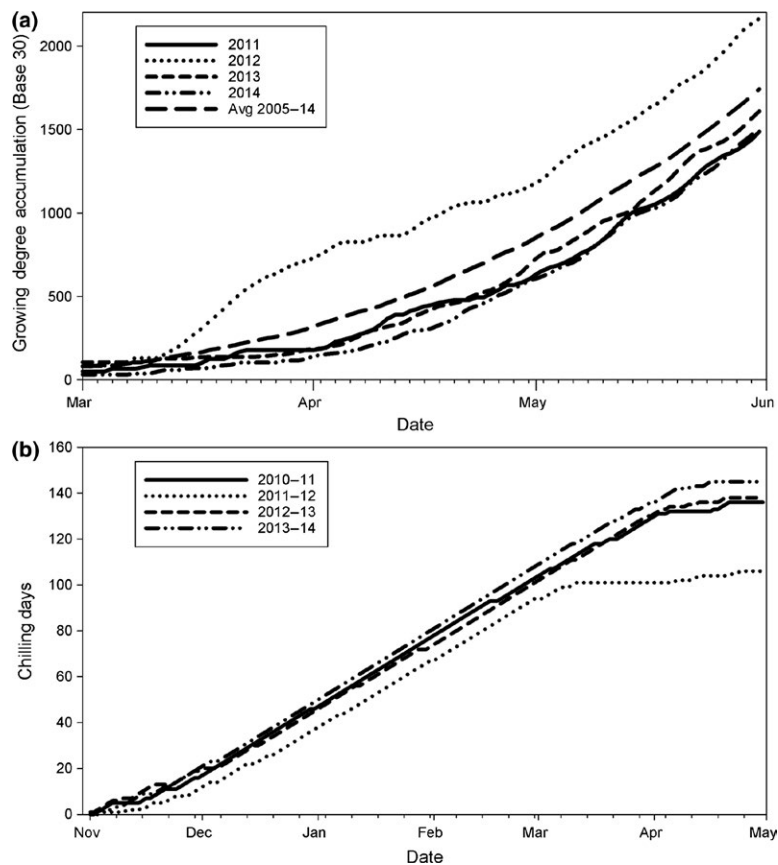 (a)
2000
1500
1000
500
0
Growing degree accumulation (Base 30)
2011
2012
2013
2014
Avg 2005–14
Mar Apr May Jun
Date
(b)
160
140
120
100
80
60
40
20
0
Chilling days
2010–11
2011–12
2012–13
2013–14
Nov Dec Jan Feb Mar Apr May
Date